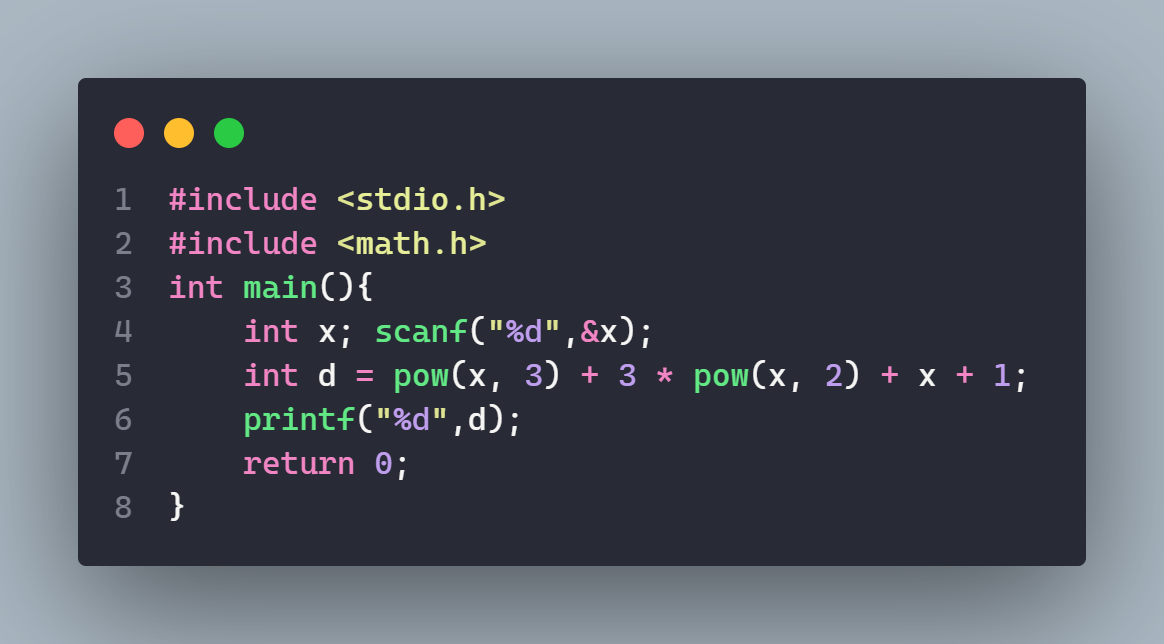 1 #include <stdio.h>
2 #include <math.h>
3 int main(){
4     int x; scanf("%d",&x);
5     int d = pow(x, 3) + 3 * pow(x, 2) + x + 1;
6     printf("%d",d);
7     return 0;
8 }